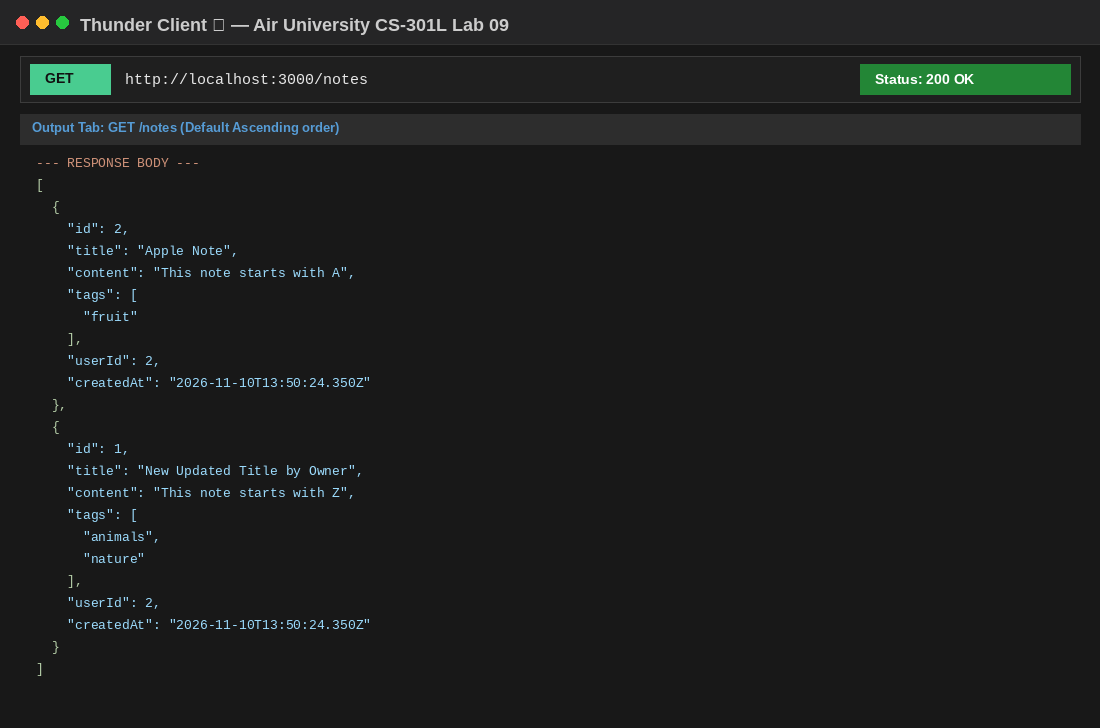 Thunder Client — Air University CS-301L Lab 09
GET http://localhost:3000/notes Status: 200 OK
Output Tab: GET /notes (Default Ascending order)
--- RESPONSE BODY ---
[
  {
    "id": 2,
    "title": "Apple Note",
    "content": "This note starts with A",
    "tags": [
      "fruit"
    ],
    "userId": 2,
    "createdAt": "2026-11-10T13:50:24.350Z"
  },
  {
    "id": 1,
    "title": "New Updated Title by Owner",
    "content": "This note starts with Z",
    "tags": [
      "animals",
      "nature"
    ],
    "userId": 2,
    "createdAt": "2026-11-10T13:50:24.350Z"
  }
]